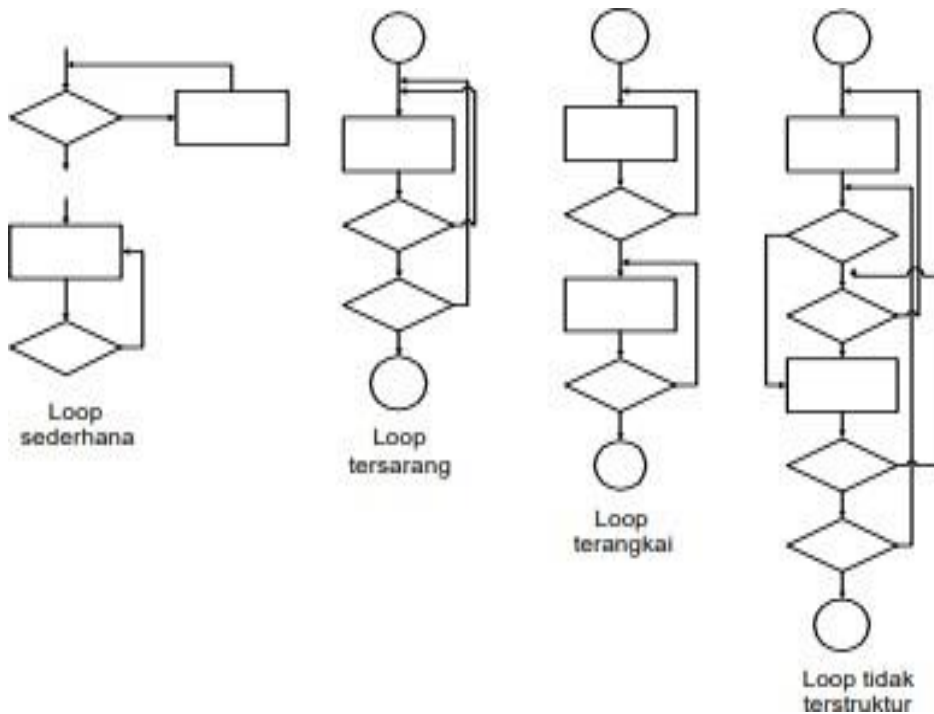 Loop
sederhana
Loop
tersarang
Loop
terangkai
Loop tidak
terstruktur